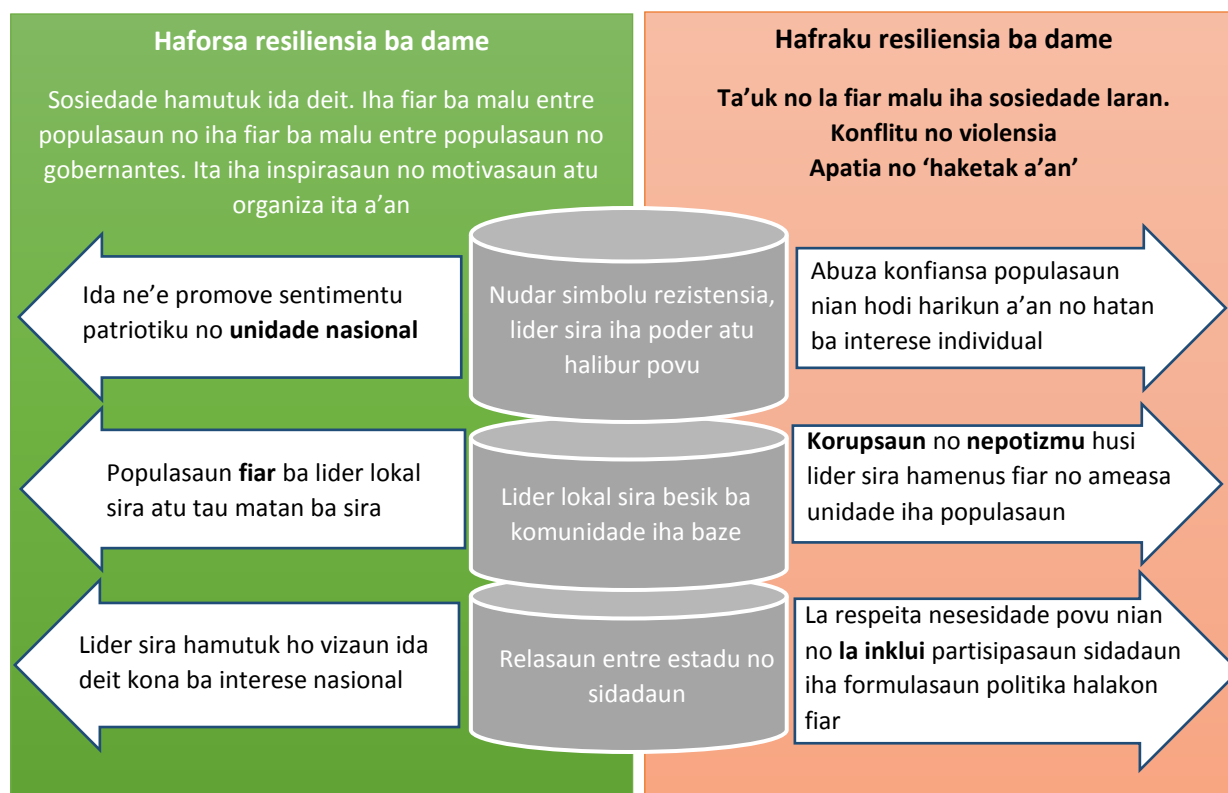 Haforsa resiliensia ba dame
Sosiedade hamutuk ida deit. Iha fiar ba malu entre
populasaun no iha fiar ba malu entre populasaun no
gobernantes. Ita iha inspirasaun no motivasaun atu
organiza ita a’an
Hafraku resiliensia ba dame
Ta’uk no la fiar malu iha sosiedade laran.
Konflitu no violensia
Apatia no ‘haketak a’an’
Ida ne’e promove sentimentu
patriotiku no unidade nasional
Nudar simbolu rezistensia,
lider sira iha poder atu
halibur povu
Abuza konfiansa populasaun
nian hodi harikun a’an no hatan
ba interese individual
Populasaun fiar ba lider lokal
sira atu tau matan ba sira
Lider lokal sira besik ba
komunidade iha baze
Korupsaun no nepotizmu husi
lider sira hamenus fiar no ameasa
unidade iha populasaun
Lider sira hamutuk ho vizaun ida
deit kona ba interese nasional
Relasaun entre estadu no
sidadaun
La respeita nesesidade povu nian
no la inklui partisipasaun sidadaun
iha formulasaun politika halakon
fiar